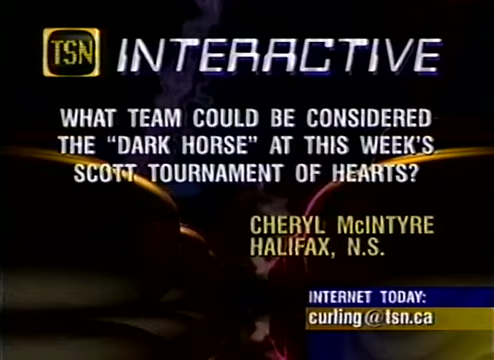 TSN INTERACTIVE
WHAT TEAM COULD BE CONSIDERED
THE "DARK HORSE" AT THIS WEEK'S
SCOTT TOURNAMENT OF HEARTS?
CHERYL McINTYRE
HALIFAX, N.S.
INTERNET TODAY:
curling@tsn.ca